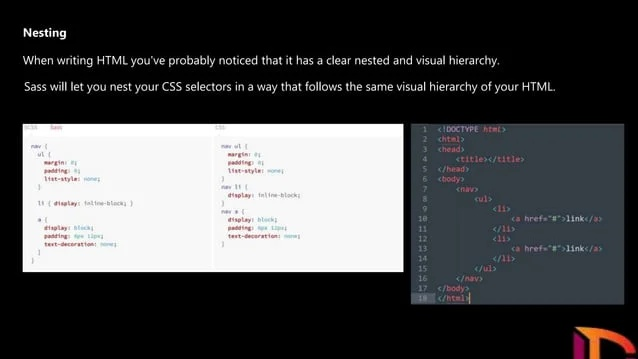 Nesting
When writing HTML you've probably noticed that it has a clear nested and visual hierarchy.
Sass will let you nest your CSS selectors in a way that follows the same visual hierarchy of your HTML.
SCSS Sass
nav {
ul {
margin: 0;
padding: 0;
list-style: none;
}
li { display: inline-block; }
a {
display: block;
padding: 6px 12px;
text-decoration: none;
}
}
CSS
nav ul {
margin: 0;
padding: 0;
list-style: none;
}
nav li {
display: inline-block;
}
nav a {
display: block;
padding: 6px 12px;
text-decoration: none;
}
1 <!DOCTYPE html>
2 <html>
3 <head>
4 <title></title>
5 </head>
6 <body>
7 <nav>
8 <ul>
9 <li>
10 <a href="#">link</a>
11 </li>
12 <li>
13 <a href="#">link</a>
14 </li>
15 </ul>
16 </nav>
17 </body>
18 </html>